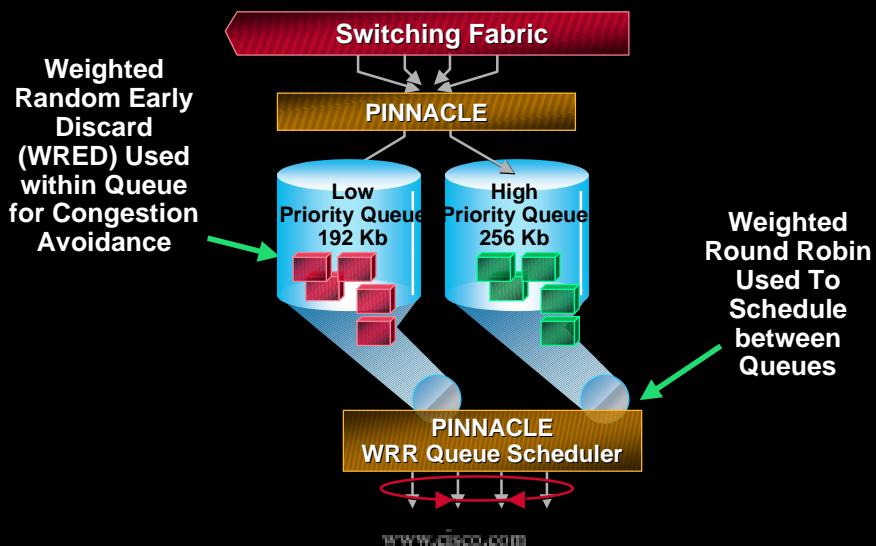 Switching Fabric
Weighted
Random Early
Discard
(WRED) Used
within Queue
for Congestion
Avoidance
PINNACLE
Low
Priority Queue
192 Kb
High
Priority Queue
256 Kb
Weighted
Round Robin
Used To
Schedule
between
Queues
PINNACLE
WRR Queue Scheduler
www.cisco.com